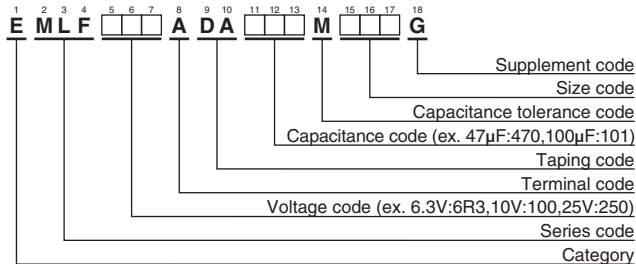 1 2 3 4 5 6 7 8 9 10 11 12 13 14 15 16 17 18
E M L F A D A M G
Supplement code
Size code
Capacitance tolerance code
Capacitance code (ex. 47µF:470,100µF:101)
Taping code
Terminal code
Voltage code (ex. 6.3V:6R3,10V:100,25V:250)
Series code
Category